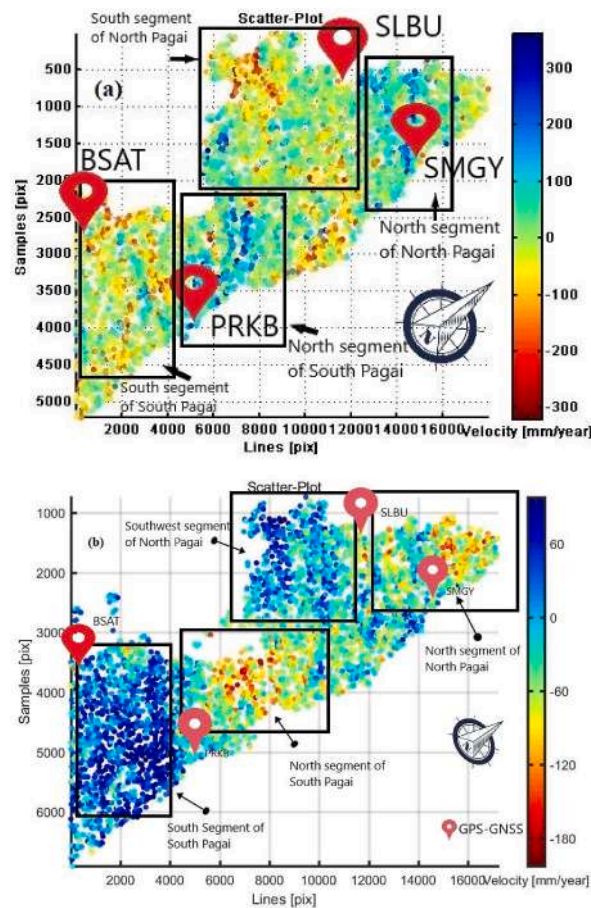 South segment
of North Pagai
Scatter-Plot
SLBU
(a)
BSAT
SMGY
PRKB
North segment
of North Pagai
North segment
of South Pagai
South segement
of South Pagai
Samples [pix]
500
1000
1500
2000
2500
3000
3500
4000
4500
5000
2000 4000 6000 8000 10000 12000 14000 16000
Lines [pix]
Velocity [mm/year]
300
200
100
0
-100
-200
-300
Scatter-Plot
(b)
Southwest segment
of North Pagai
SLBU
SMGY
BSAT
PRKB
North segment of
North Pagai
North segment of
South Pagai
South Segment of
South Pagai
GPS-GNSS
Samples [pix]
1000
2000
3000
4000
5000
6000
2000 4000 6000 8000 10000 12000 14000 16000
Lines [pix]
Velocity [mm/year]
60
0
-60
-120
-180